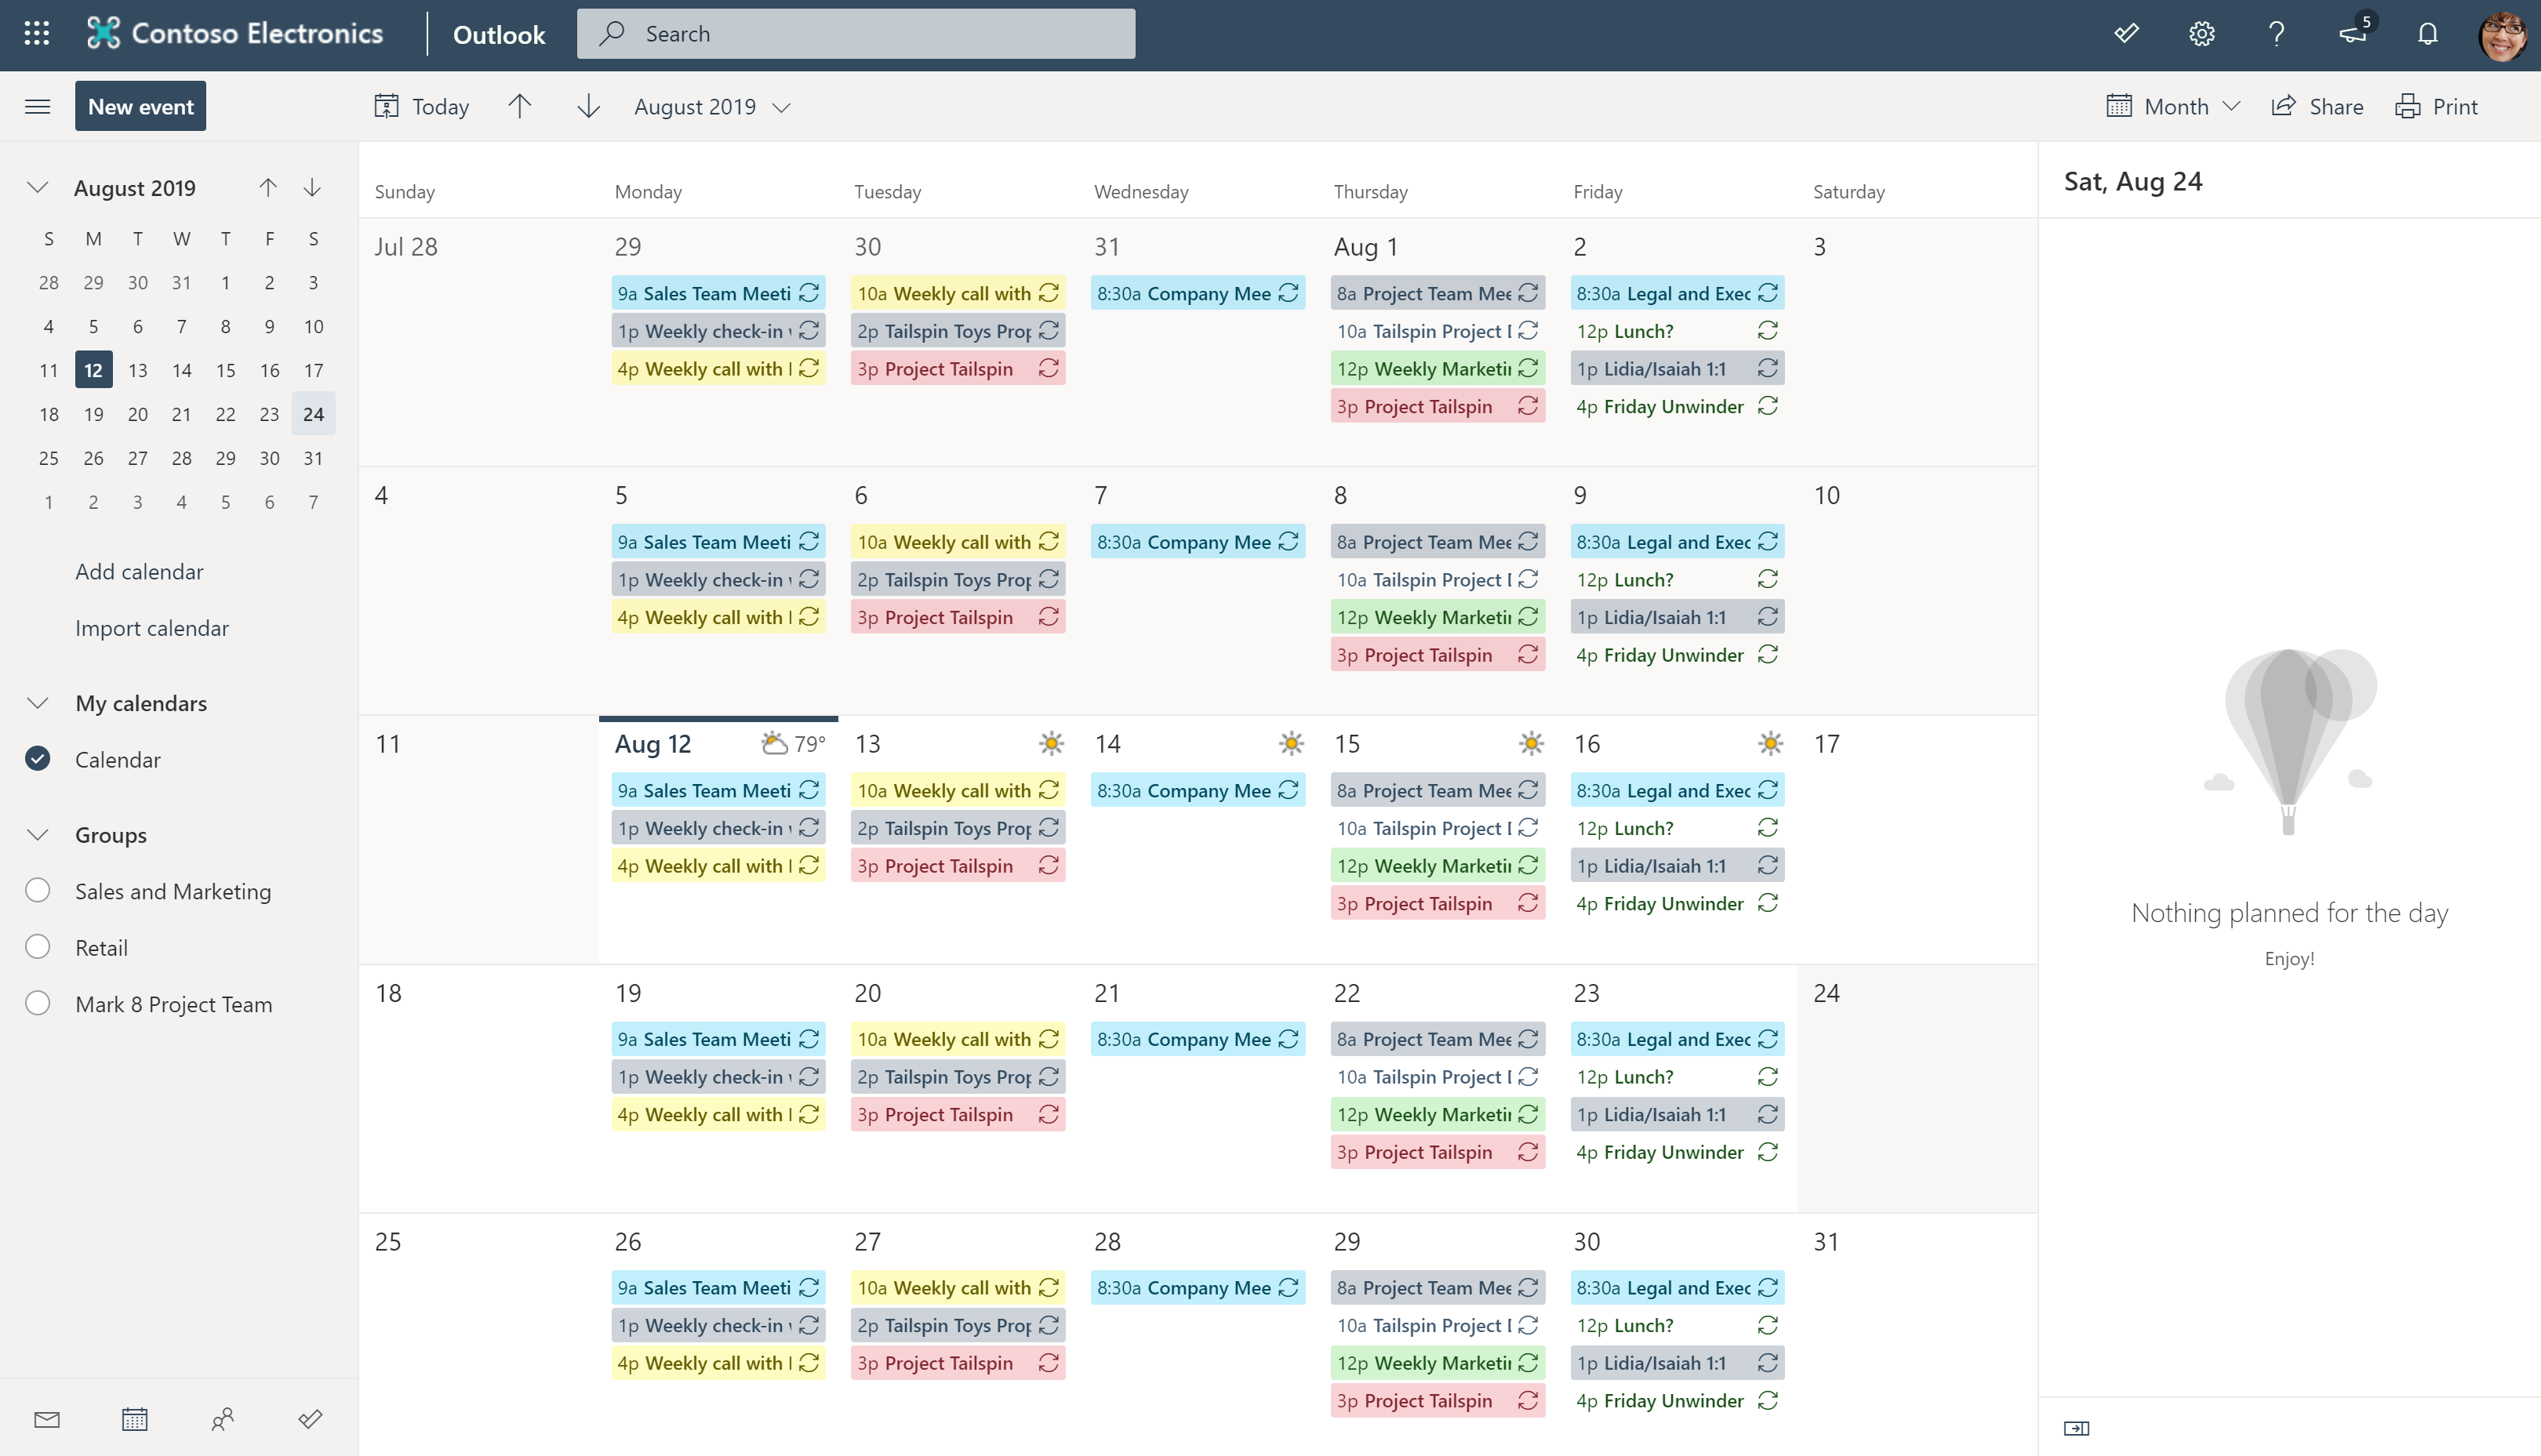 Contoso Electronics
Outlook
Search
5
New event
Today
August 2019
Month
Share
Print
August 2019
S M T W T F S
28 29 30 31 1 2 3
4 5 6 7 8 9 10
11 12 13 14 15 16 17
18 19 20 21 22 23 24
25 26 27 28 29 30 31
1 2 3 4 5 6 7
Add calendar
Import calendar
My calendars
Calendar
Groups
Sales and Marketing
Retail
Mark 8 Project Team
Sunday Monday Tuesday Wednesday Thursday Friday Saturday
Jul 28
29
9a Sales Team Meeti
1p Weekly check-in
4p Weekly call with
30
10a Weekly call with
2p Tailspin Toys Prop
3p Project Tailspin
31
8:30a Company Mee
Aug 1
8a Project Team Mee
10a Tailspin Project
12p Weekly Marketin
3p Project Tailspin
2
8:30a Legal and Exec
12p Lunch?
1p Lidia/Isaiah 1:1
4p Friday Unwinder
3
4
5
9a Sales Team Meeti
1p Weekly check-in
4p Weekly call with
6
10a Weekly call with
2p Tailspin Toys Prop
3p Project Tailspin
7
8:30a Company Mee
8
8a Project Team Mee
10a Tailspin Project
12p Weekly Marketin
3p Project Tailspin
9
8:30a Legal and Exec
12p Lunch?
1p Lidia/Isaiah 1:1
4p Friday Unwinder
10
11
Aug 12 79°
9a Sales Team Meeti
1p Weekly check-in
4p Weekly call with
13
10a Weekly call with
2p Tailspin Toys Prop
3p Project Tailspin
14
8:30a Company Mee
15
8a Project Team Mee
10a Tailspin Project
12p Weekly Marketin
3p Project Tailspin
16
8:30a Legal and Exec
12p Lunch?
1p Lidia/Isaiah 1:1
4p Friday Unwinder
17
18
19
9a Sales Team Meeti
1p Weekly check-in
4p Weekly call with
20
10a Weekly call with
2p Tailspin Toys Prop
3p Project Tailspin
21
8:30a Company Mee
22
8a Project Team Mee
10a Tailspin Project
12p Weekly Marketin
3p Project Tailspin
23
8:30a Legal and Exec
12p Lunch?
1p Lidia/Isaiah 1:1
4p Friday Unwinder
24
25
26
9a Sales Team Meeti
1p Weekly check-in
4p Weekly call with
27
10a Weekly call with
2p Tailspin Toys Prop
3p Project Tailspin
28
8:30a Company Mee
29
8a Project Team Mee
10a Tailspin Project
12p Weekly Marketin
3p Project Tailspin
30
8:30a Legal and Exec
12p Lunch?
1p Lidia/Isaiah 1:1
4p Friday Unwinder
31
Sat, Aug 24
Nothing planned for the day
Enjoy!